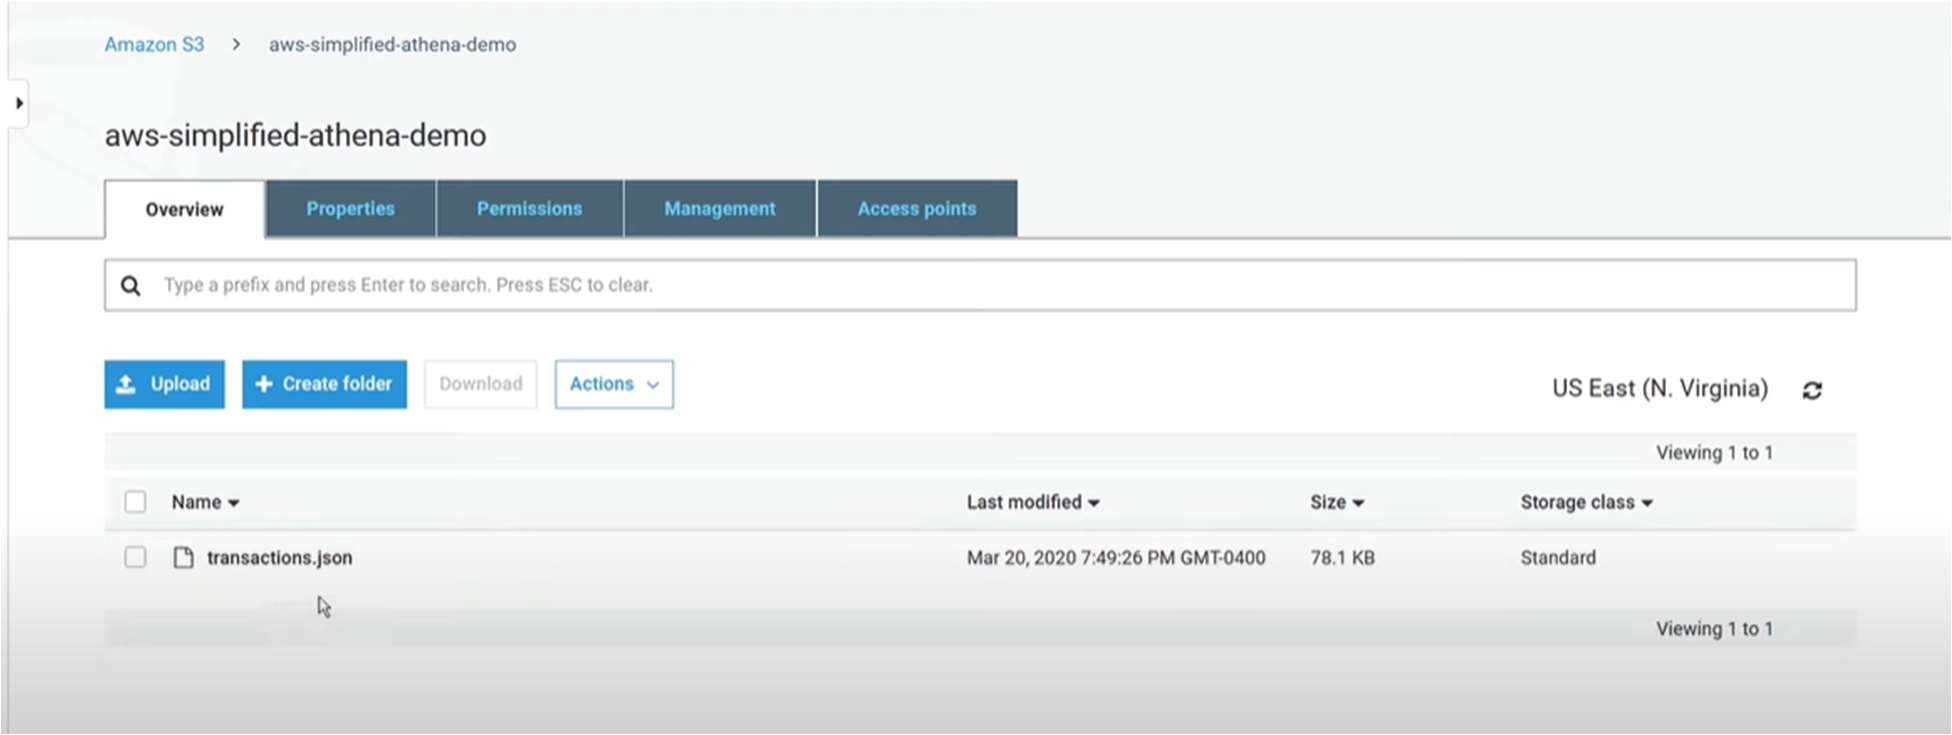 Amazon S3 > aws-simplified-athena-demo
aws-simplified-athena-demo
Overview Properties Permissions Management Access points
Type a prefix and press Enter to search. Press ESC to clear.
Upload + Create folder Download Actions
US East (N. Virginia)
Viewing 1 to 1
Name Last modified Size Storage class
transactions.json Mar 20, 2020 7:49:26 PM GMT-0400 78.1 KB Standard
Viewing 1 to 1